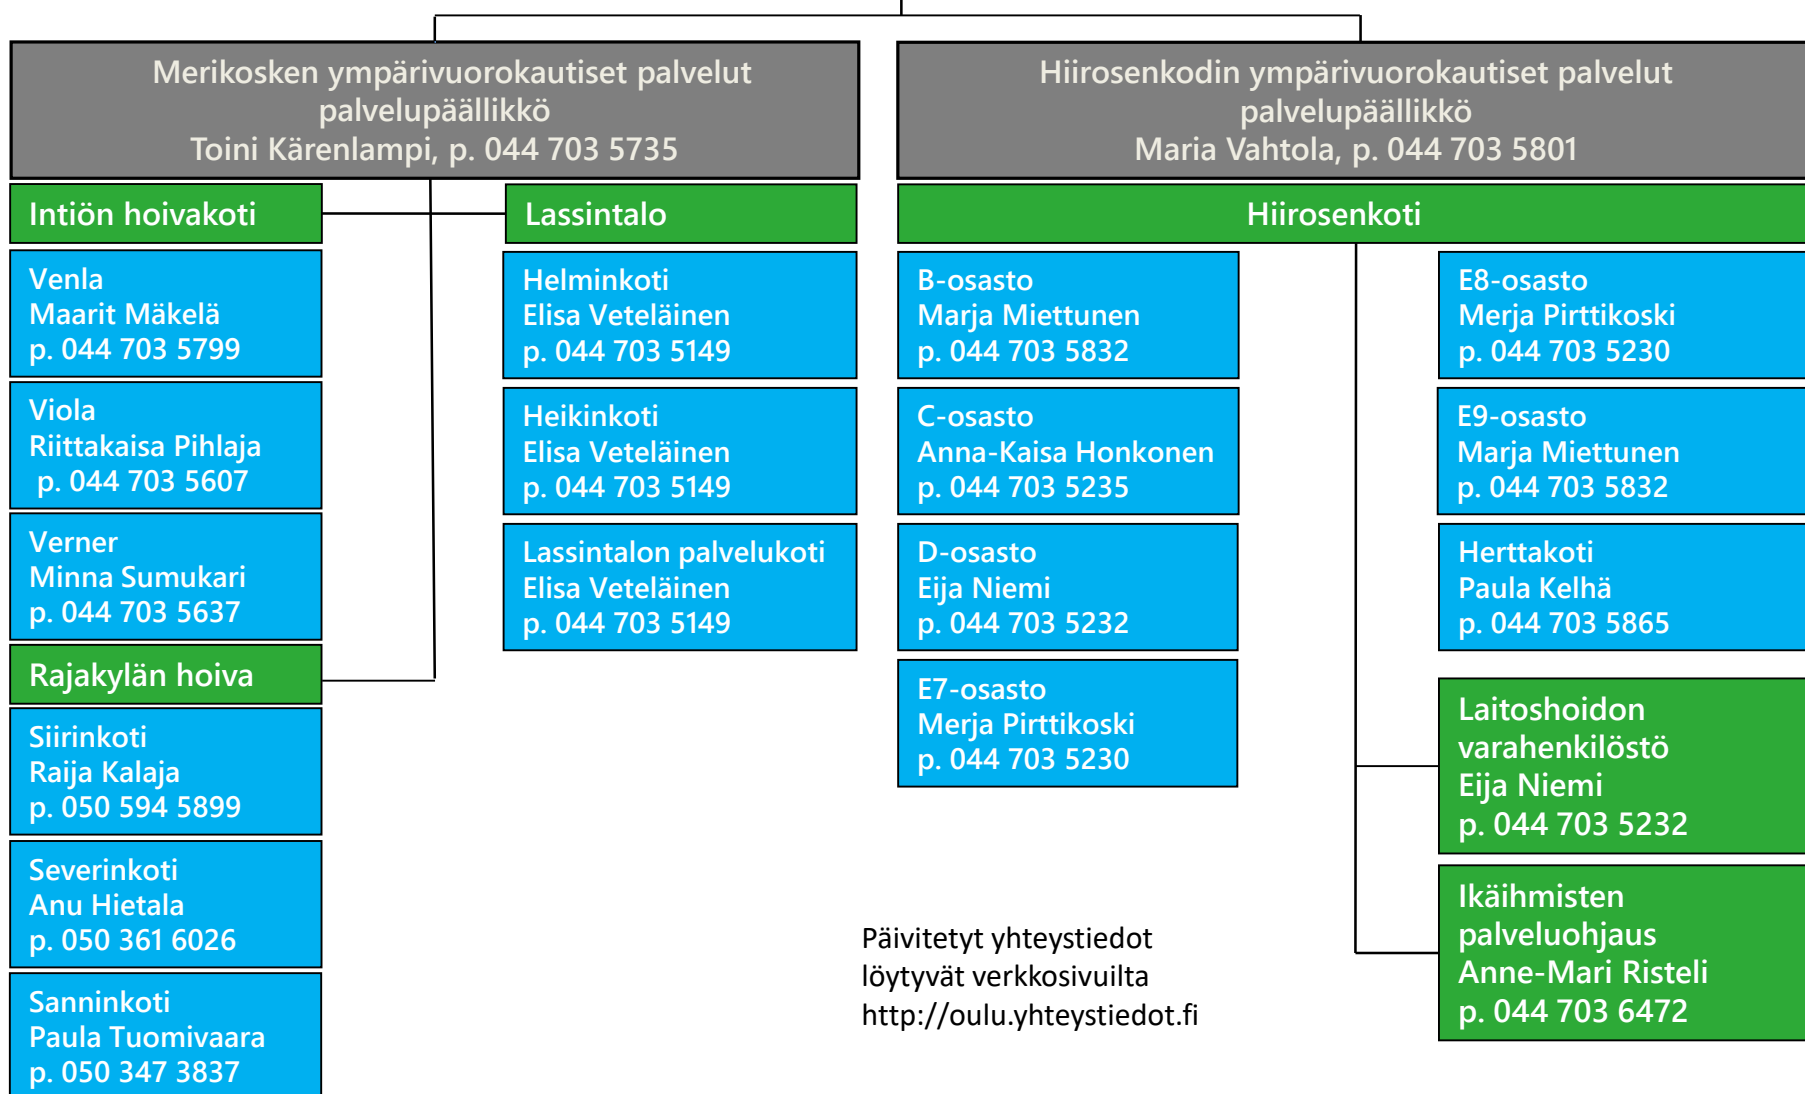 Merikosken ympärivuorokautiset palvelut
palvelupäällikkö
Toini Kärenlampi, p. 044 703 5735
Intiön hoivakoti
Venla
Maarit Mäkelä
p. 044 703 5799
Viola
Riittakaisa Pihlaja
p. 044 703 5607
Verner
Minna Sumukari
p. 044 703 5637
Rajakylän hoiva
Siirinkoti
Raija Kalaja
p. 050 594 5899
Severinkoti
Anu Hietala
p. 050 361 6026
Sanninkoti
Paula Tuomivaara
p. 050 347 3837
Lassintalo
Helminkoti
Elisa Veteläinen
p. 044 703 5149
Heikinkoti
Elisa Veteläinen
p. 044 703 5149
Lassintalon palvelukoti
Elisa Veteläinen
p. 044 703 5149
Hiirosenkodin ympärivuorokautiset palvelut
palvelupäällikkö
Maria Vahtola, p. 044 703 5801
Hiirosenkoti
B-osasto
Marja Miettunen
p. 044 703 5832
C-osasto
Anna-Kaisa Honkonen
p. 044 703 5235
D-osasto
Eija Niemi
p. 044 703 5232
E7-osasto
Merja Pirttikoski
p. 044 703 5230
E8-osasto
Merja Pirttikoski
p. 044 703 5230
E9-osasto
Marja Miettunen
p. 044 703 5832
Herttakoti
Paula Kelhä
p. 044 703 5865
Laitoshoidon
varahenkilöstö
Eija Niemi
p. 044 703 5232
Ikäihmisten
palveluohjaus
Anne-Mari Risteli
p. 044 703 6472
Päivitetyt yhteystiedot
löytyvät verkkosivuilta
http://oulu.yhteystiedot.fi